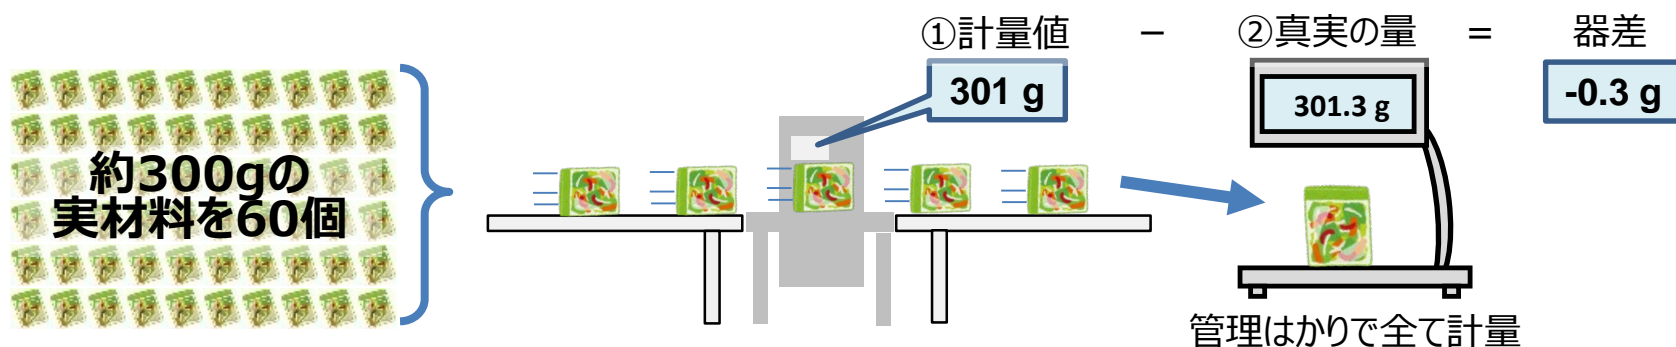 ①計量値 − ②真実の量 = 器差
301 g
301.3 g
-0.3 g
約300gの
実材料を60個
管理はかりで全て計量